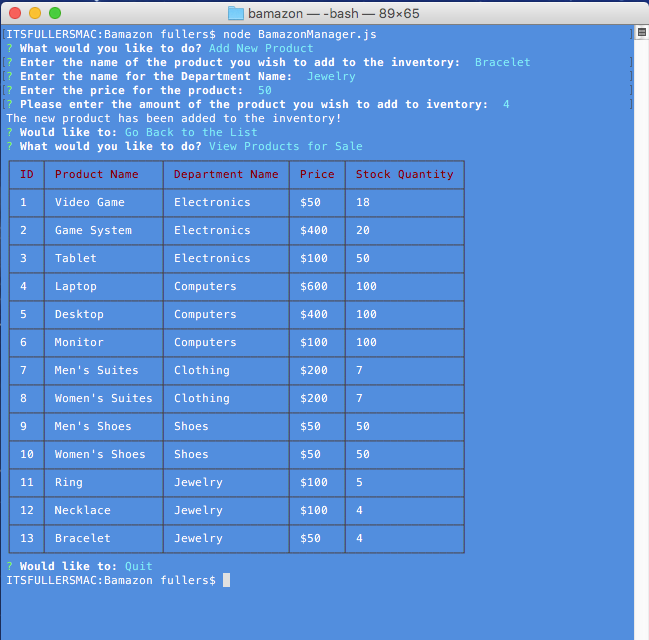 bamazon — -bash — 89×65
[ITSFULLERSMAC:Bamazon fullers$ node BamazonManager.js ]
? What would you like to do? Add New Product
[? Enter the name of the product you wish to add to the inventory:  Bracelet ]
[? Enter the name for the Department Name:  Jewelry ]
[? Enter the price for the product:  50 ]
[? Please enter the amount of the product you wish to add to iventory:  4 ]
The new product has been added to the inventory!
? Would like to: Go Back to the List
? What would you like to do? View Products for Sale
ID Product Name Department Name Price Stock Quantity
1 Video Game Electronics $50 18
2 Game System Electronics $400 20
3 Tablet Electronics $100 50
4 Laptop Computers $600 100
5 Desktop Computers $400 100
6 Monitor Computers $100 100
7 Men's Suites Clothing $200 7
8 Women's Suites Clothing $200 7
9 Men's Shoes Shoes $50 50
10 Women's Shoes Shoes $50 50
11 Ring Jewelry $100 5
12 Necklace Jewelry $100 4
13 Bracelet Jewelry $50 4
? Would like to: Quit
ITSFULLERSMAC:Bamazon fullers$